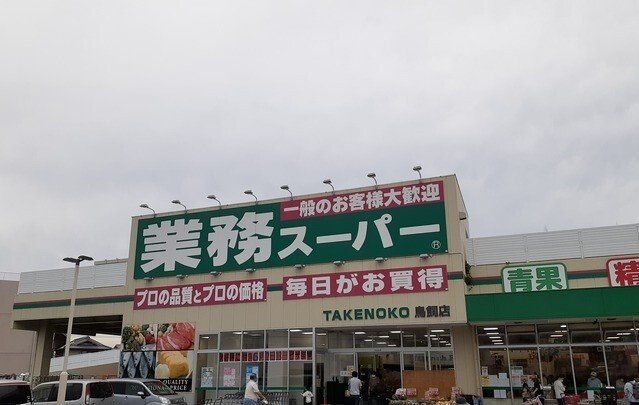 一般のお客様大歓迎
業務スーパー®
プロの品質とプロの価格
毎日がお買得
TAKENOKO 鳥飼店
青果
精
QUALITY